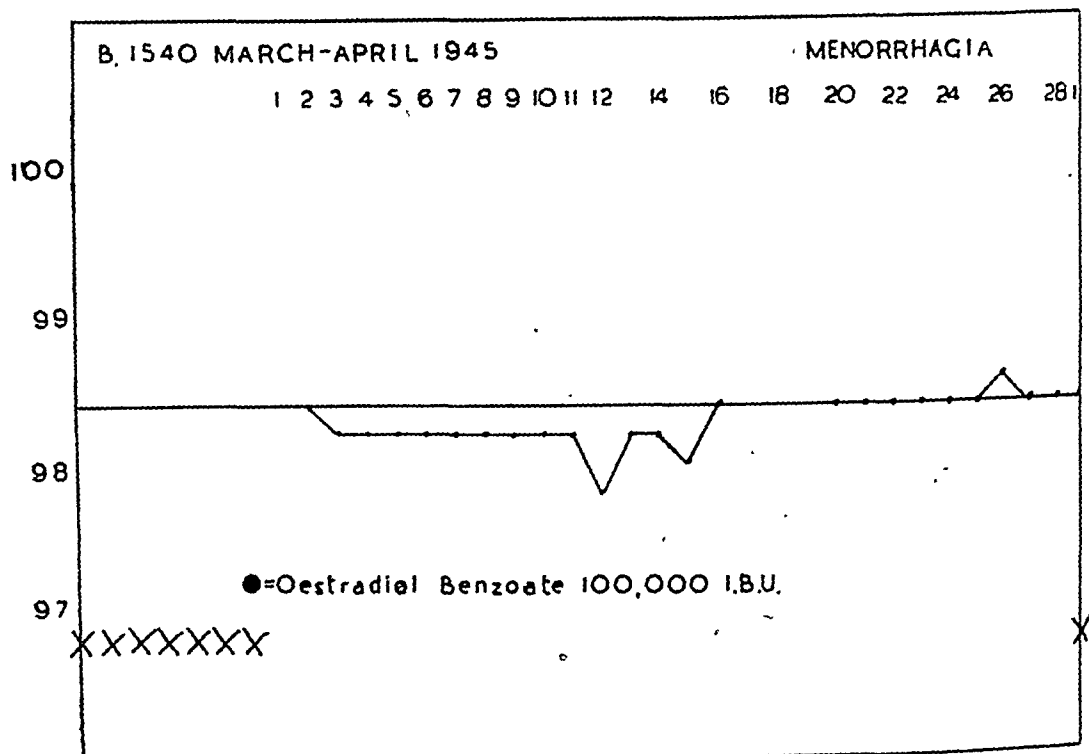 B. 1540 MARCH-APRIL 1945 MENORRHAGIA
1 2 3 4 5 6 7 8 9 10 11 12 14 16 18 20 22 24 26 28 1
100
99
98
●=Oestradiol Benzoate 100,000 I.B.U.
97
X X X X X X X X